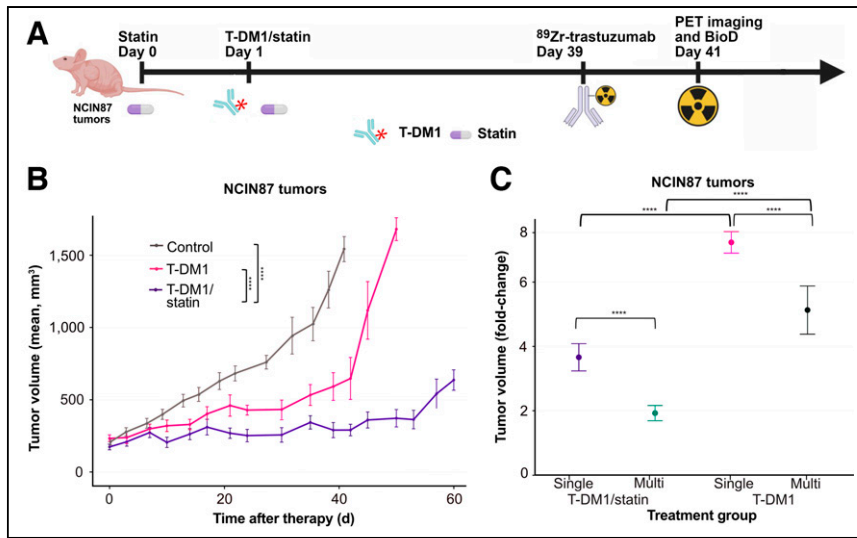 A
Statin
Day 0
T-DM1/statin
Day 1
⁸⁹Zr-trastuzumab
Day 39
PET imaging
and BioD
Day 41
NCIN87
tumors
T-DM1
Statin
B
NCIN87 tumors
Tumor volume (mean, mm³)
1,500
1,000
500
0
Control
T-DM1
T-DM1/
statin
****
****
0
20
40
60
Time after therapy (d)
C
NCIN87 tumors
Tumor volume (fold-change)
8
6
4
2
0
****
****
****
****
Single
Multi
Single
Multi
T-DM1/statin
T-DM1
Treatment group